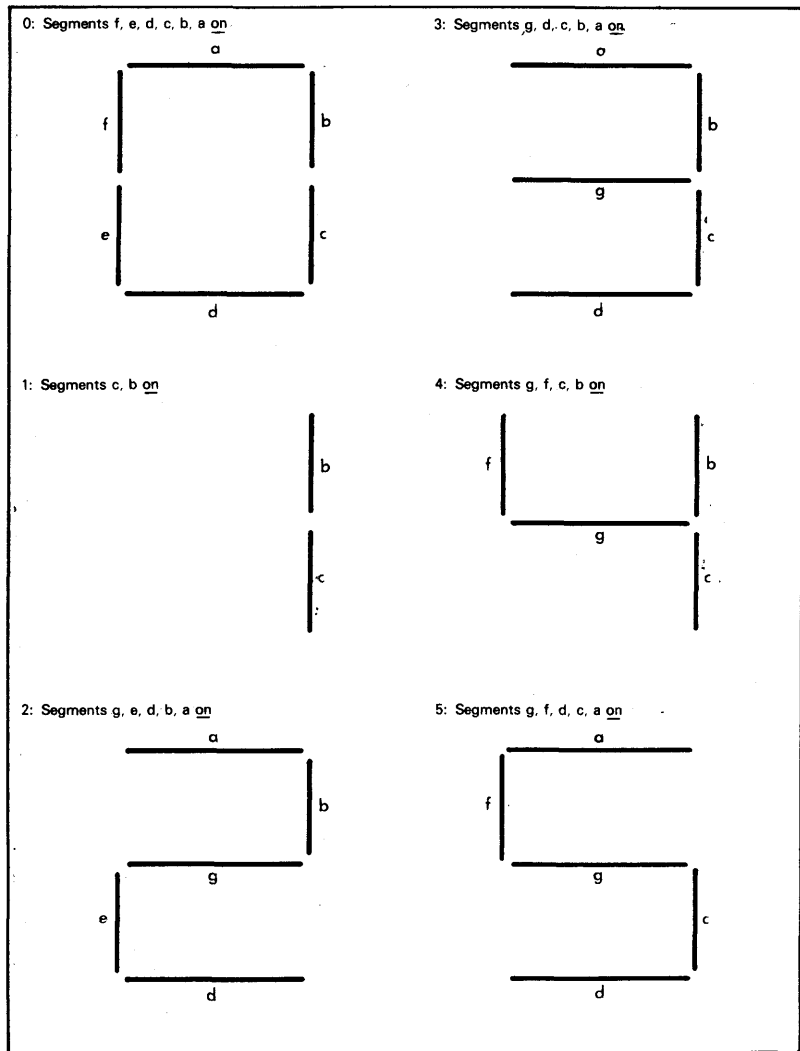 0: Segments f, e, d, c, b, a on
a
f
b
e
c
d
1: Segments c, b on
b
c
2: Segments g, e, d, b, a on
a
b
g
e
d
3: Segments g, d, c, b, a on
a
b
g
c
d
4: Segments g, f, c, b on
f
b
g
c
5: Segments g, f, d, c, a on
a
f
g
c
d